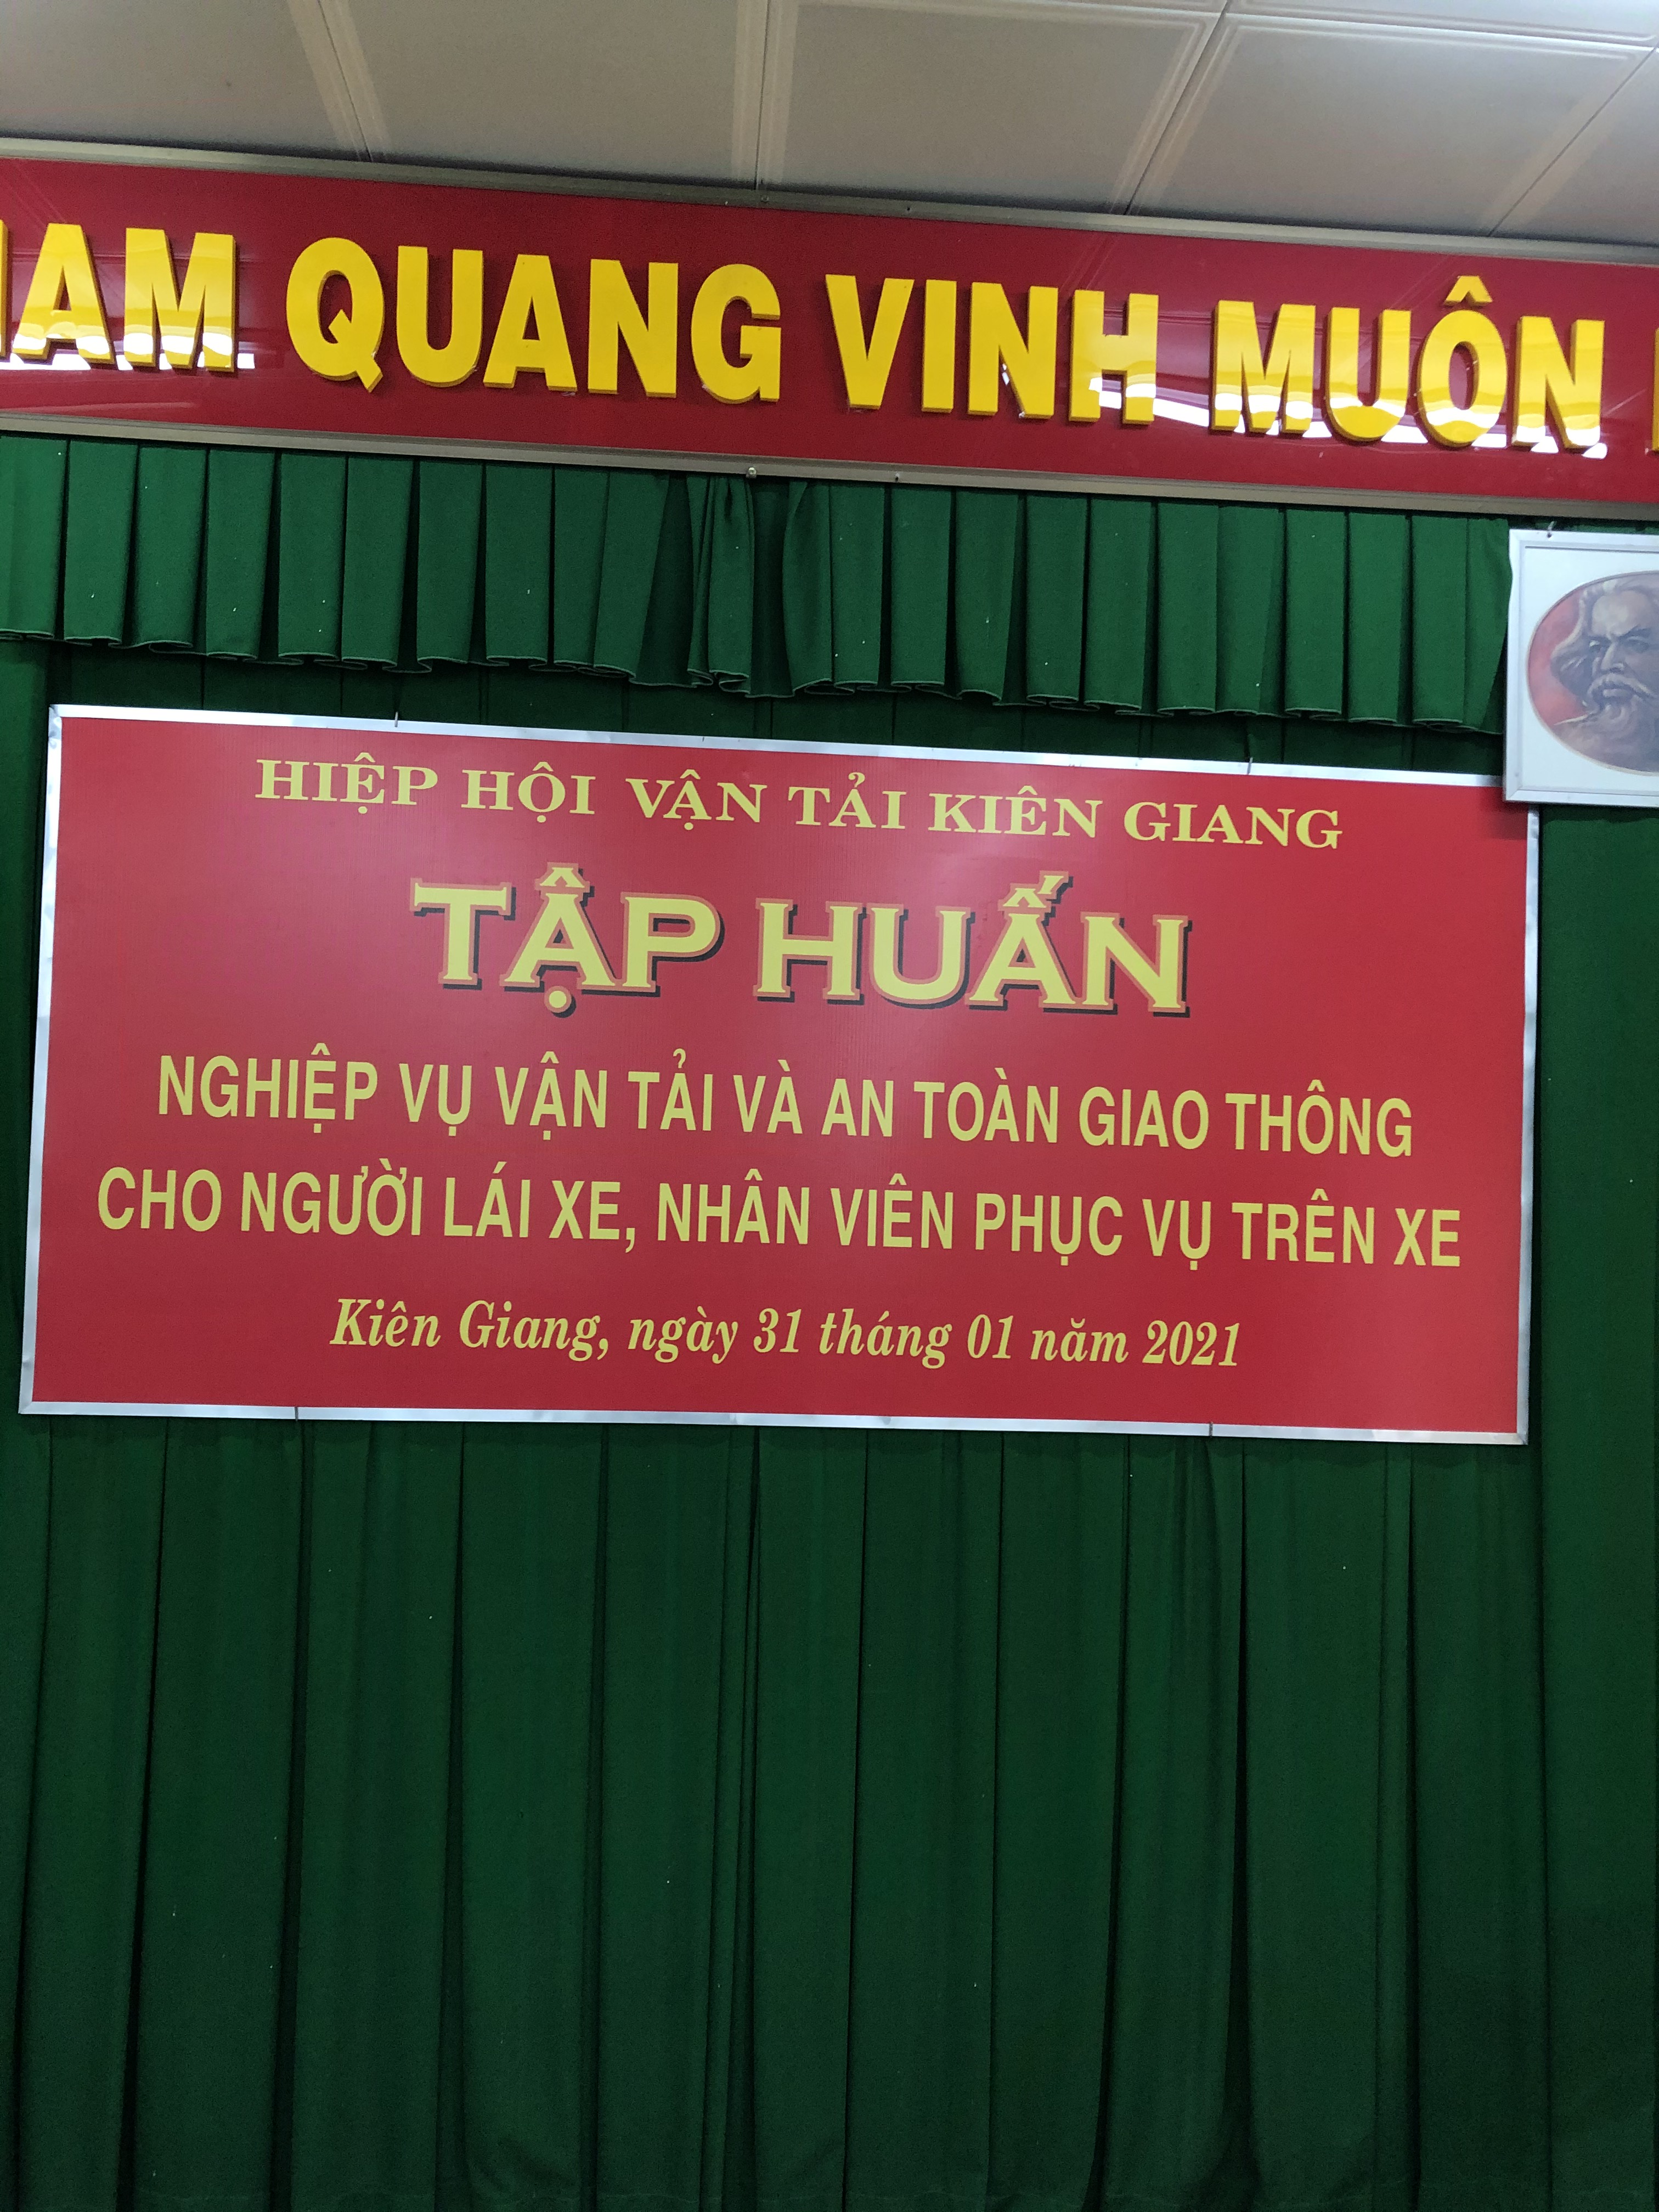 NAM QUANG VINH MUÔN
HIỆP HỘI VẬN TẢI KIÊN GIANG
TẬP HUẤN
NGHIỆP VỤ VẬN TẢI VÀ AN TOÀN GIAO THÔNG
CHO NGƯỜI LÁI XE, NHÂN VIÊN PHỤC VỤ TRÊN XE
Kiên Giang, ngày 31 tháng 01 năm 2021